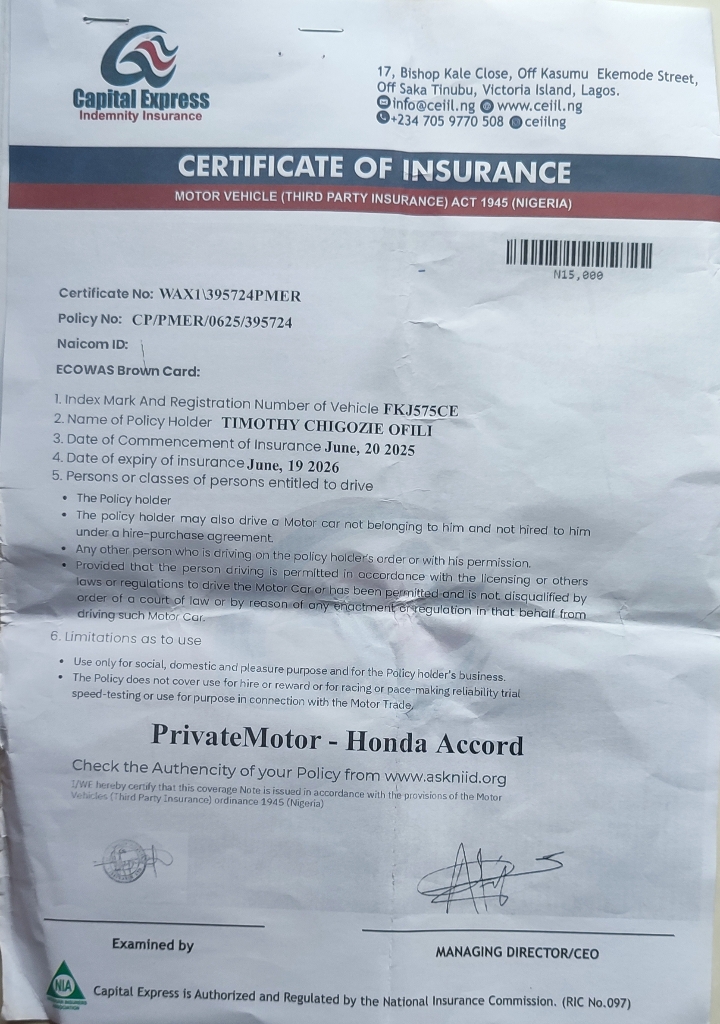 Capital Express
Indemnity Insurance
17, Bishop Kale Close, Off Kasumu Ekemode Street,
Off Saka Tinubu, Victoria Island, Lagos.
info@ceiil.ng www.ceiil.ng
+234 705 9770 508 ceiilng
CERTIFICATE OF INSURANCE
MOTOR VEHICLE (THIRD PARTY INSURANCE) ACT 1945 (NIGERIA)
N15,000
Certificate No: WAX1\395724PMER
Policy No: CP/PMER/0625/395724
Naicom ID:
ECOWAS Brown Card:
1. Index Mark And Registration Number of Vehicle FKJ575CE
2. Name of Policy Holder TIMOTHY CHIGOZIE OFILI
3. Date of Commencement of Insurance June, 20 2025
4. Date of expiry of insurance June, 19 2026
5. Persons or classes of persons entitled to drive
• The Policy holder
• The policy holder may also drive a Motor car not belonging to him and not hired to him
under a hire-purchase agreement.
• Any other person who is driving on the policy holder's order or with his permission.
• Provided that the person driving is permitted in accordance with the licensing or others
laws or regulations to drive the Motor Car or has been permitted and is not disqualified by
order of a court of law or by reason of any enactment or regulation in that behalf from
driving such Motor Car.
6. Limitations as to use
• Use only for social, domestic and pleasure purpose and for the Policy holder's business.
• The Policy does not cover use for hire or reward or for racing or pace-making reliability trial
speed-testing or use for purpose in connection with the Motor Trade,
PrivateMotor - Honda Accord
Check the Authencity of your Policy from www.askniid.org
I/WE hereby certify that this coverage Note is issued in accordance with the provisions of the Motor
Vehicles (Third Party Insurance) ordinance 1945 (Nigeria)
Examined by
MANAGING DIRECTOR/CEO
NIA
Capital Express is Authorized and Regulated by the National Insurance Commission. (RIC No.097)